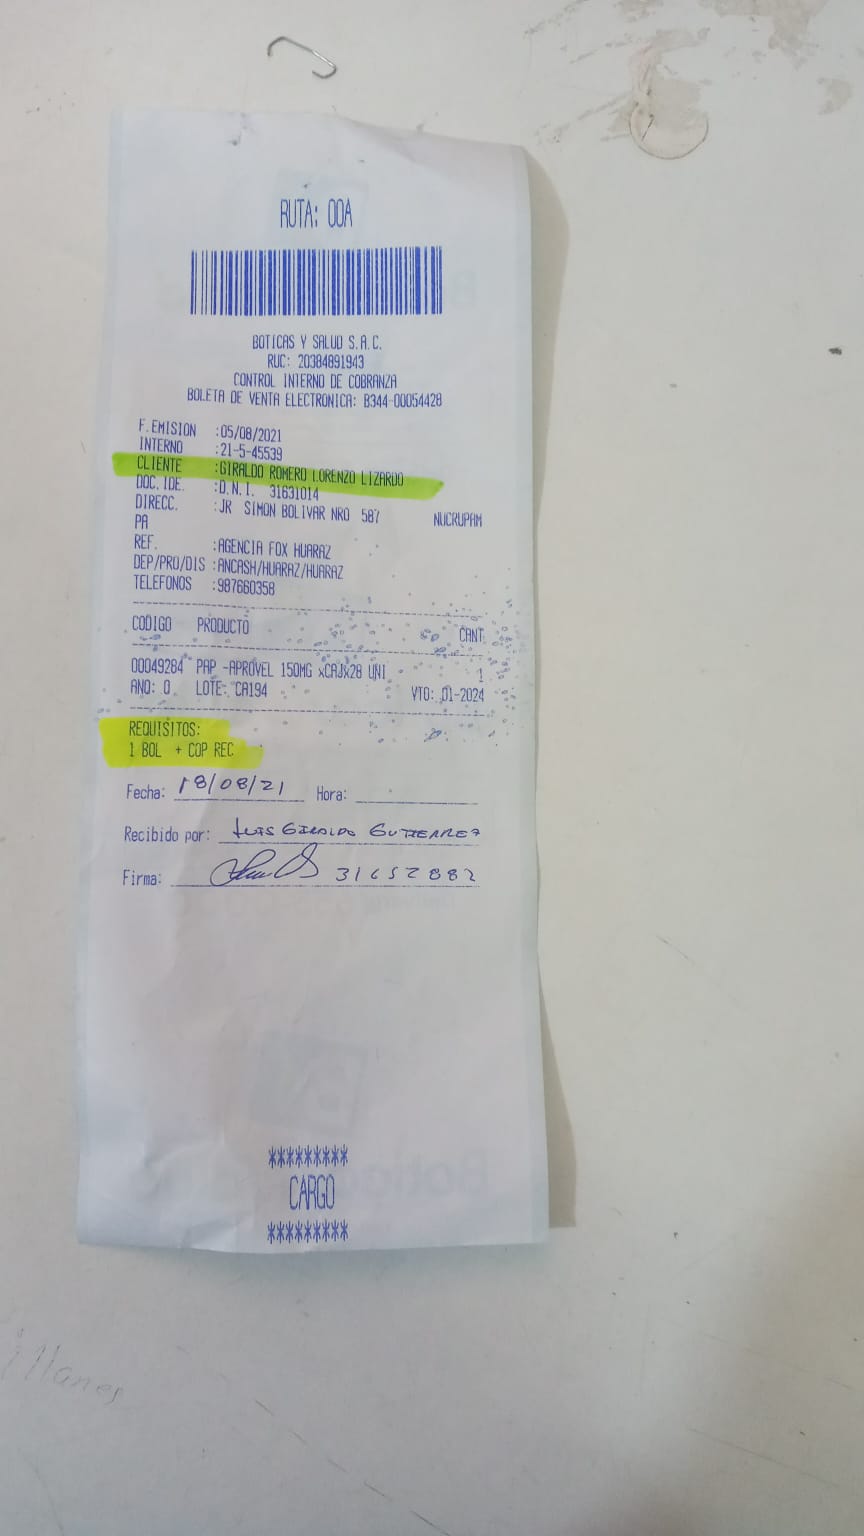 RUTA: 00A
BOTICAS Y SALUD S.A.C.
RUC: 20384891943
CONTROL INTERNO DE COBRANZA
BOLETA DE VENTA ELECTRONICA: B344-00054428
F.EMISION :05/08/2021
INTERNO :21-5-45539
CLIENTE :GIRALDO ROMERO LORENZO LIZARDO
DOC.IDE. :D.N.I. 31631014
DIRECC. :JR SIMON BOLIVAR NRO 587 NUCRUPAM
PA
REF. :AGENCIA FOX HUARAZ
DEP/PRO/DIS :ANCASH/HUARAZ/HUARAZ
TELEFONOS :987660358
CODIGO PRODUCTO CANT
00049284 PAP -APROVEL 150MG xCAJx28 UNI 1
ANO: 0 LOTE: CA194 VTO: 01-2024
REQUISITOS:
1 BOL + COP REC
Fecha: 18/08/21 Hora:
Recibido por: LUIS GIRALDO GUTIERREZ
Firma: 31652882
*********
CARGO
*********